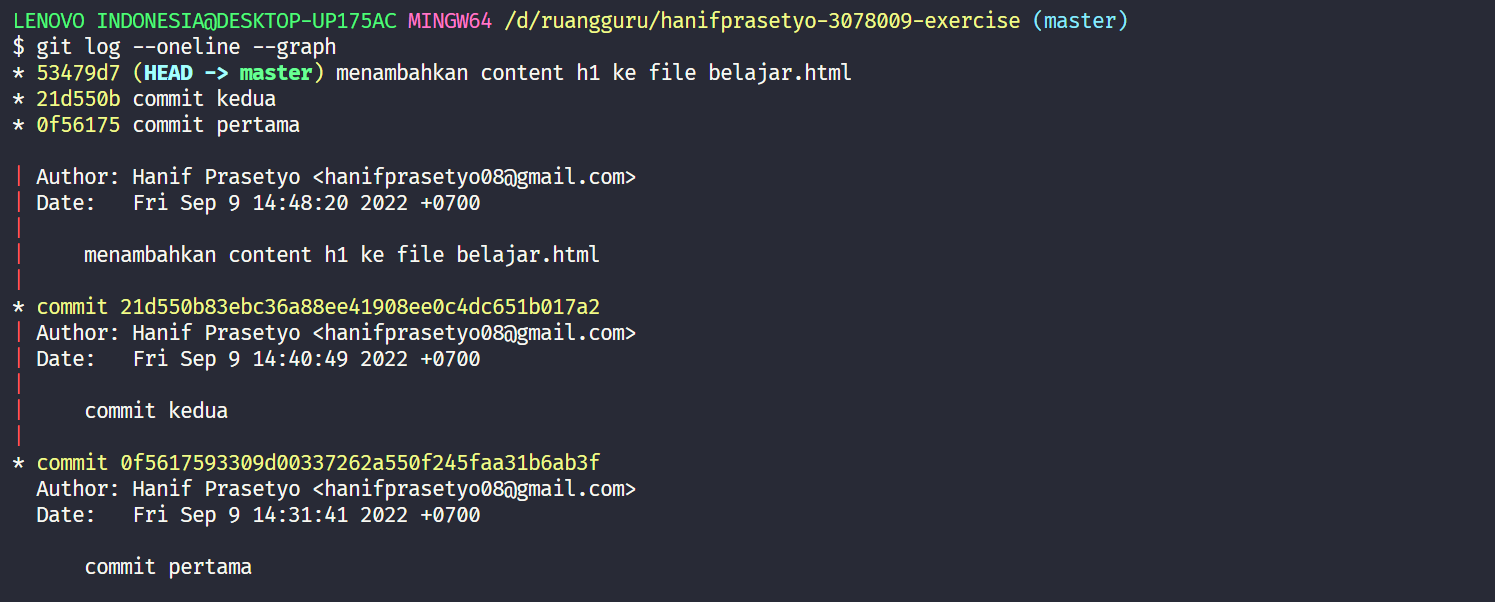 LENOVO INDONESIA@DESKTOP-UP175AC MINGW64 /d/ruangguru/hanifprasetyo-3078009-exercise (master)
$ git log --oneline --graph
* 53479d7 (HEAD -> master) menambahkan content h1 ke file belajar.html
* 21d550b commit kedua
* 0f56175 commit pertama
| Author: Hanif Prasetyo <hanifprasetyo08@gmail.com>
| Date:   Fri Sep 9 14:48:20 2022 +0700
|
|     menambahkan content h1 ke file belajar.html
|
* commit 21d550b83ebc36a88ee41908ee0c4dc651b017a2
| Author: Hanif Prasetyo <hanifprasetyo08@gmail.com>
| Date:   Fri Sep 9 14:40:49 2022 +0700
|
|     commit kedua
|
* commit 0f5617593309d00337262a550f245faa31b6ab3f
  Author: Hanif Prasetyo <hanifprasetyo08@gmail.com>
  Date:   Fri Sep 9 14:31:41 2022 +0700
      commit pertama